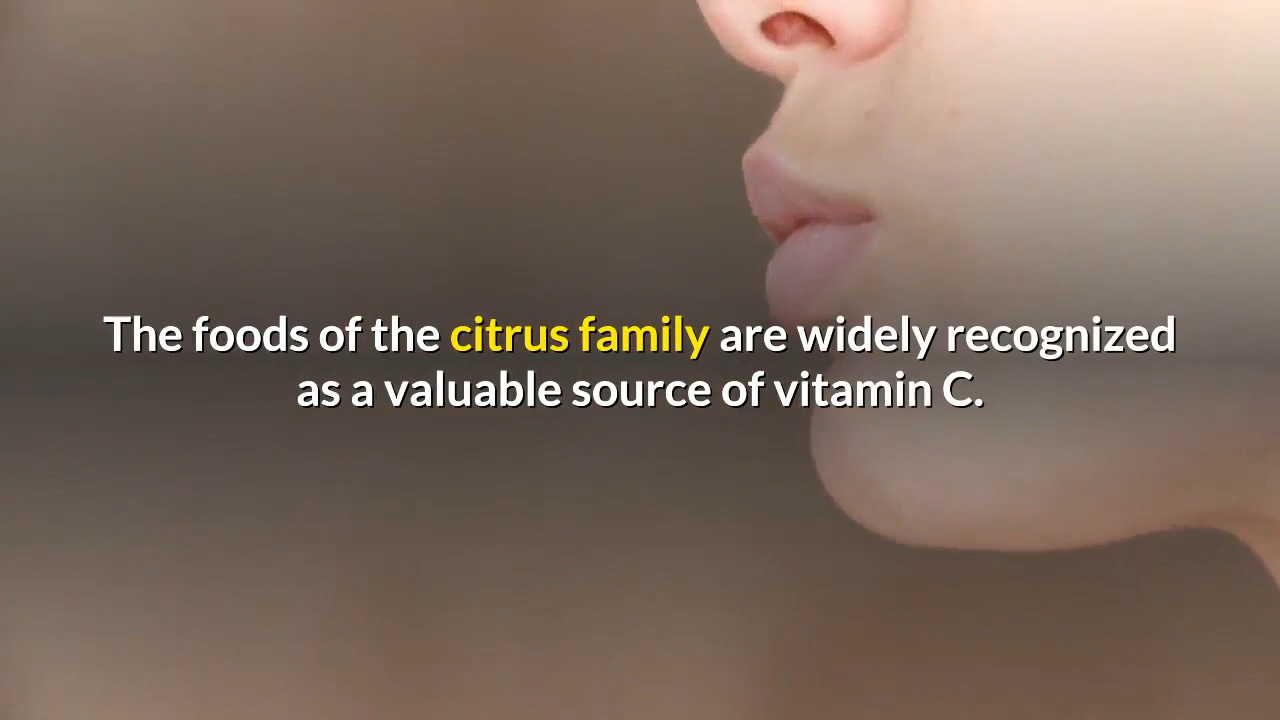 The foods of the citrus family are widely recognized
as a valuable source of vitamin C.